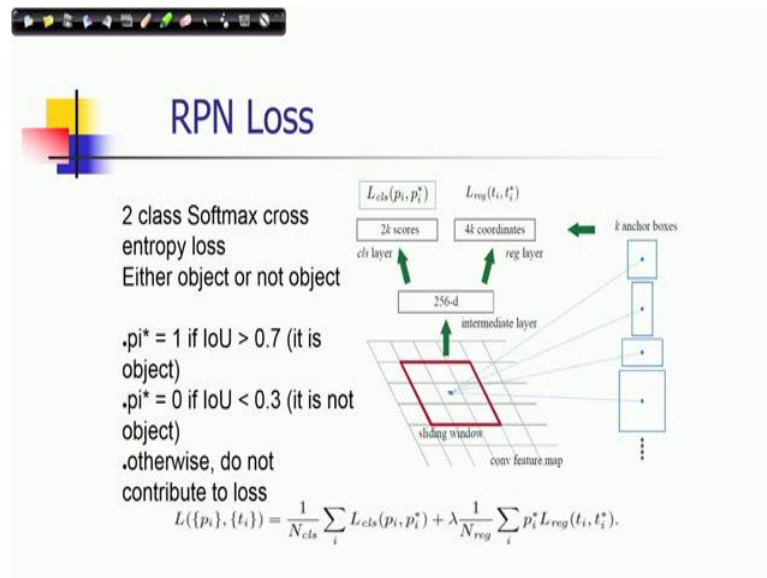 RPN Loss
2 class Softmax cross
entropy loss
Either object or not object
.pi* = 1 if IoU > 0.7 (it is
object)
.pi* = 0 if IoU < 0.3 (it is not
object)
.otherwise, do not
contribute to loss
L_{cls}(p_i, p_i^*) L_{reg}(t_i, t_i^*)
2k scores 4k coordinates k anchor boxes
cls layer reg layer
256-d
intermediate layer
sliding window
conv feature map
L({p_i}, {t_i}) = \frac{1}{N_{cls}} \sum_i L_{cls}(p_i, p_i^*) + λ \frac{1}{N_{reg}} \sum_i p_i^* L_{reg}(t_i, t_i^*).